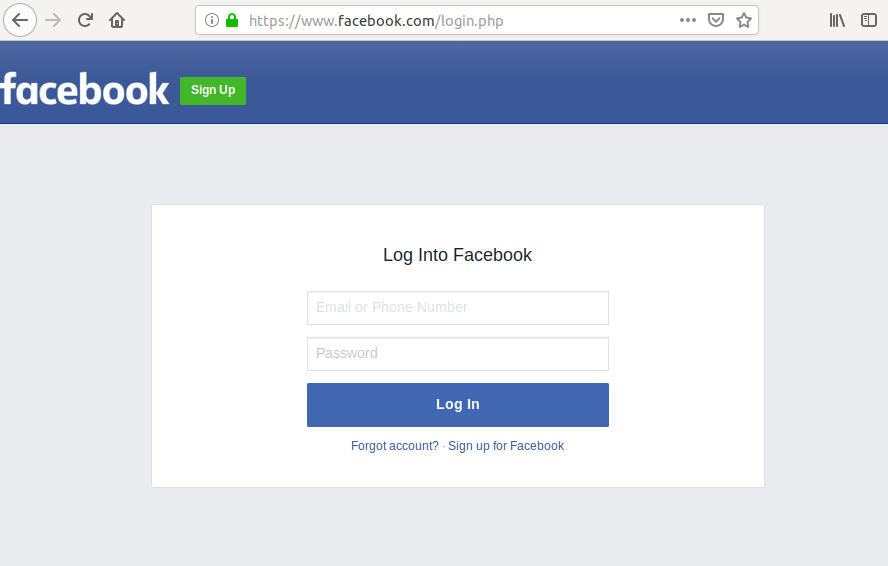 https://www.facebook.com/login.php
facebook Sign Up
Log Into Facebook
Email or Phone Number
Password
Log In
Forgot account? · Sign up for Facebook